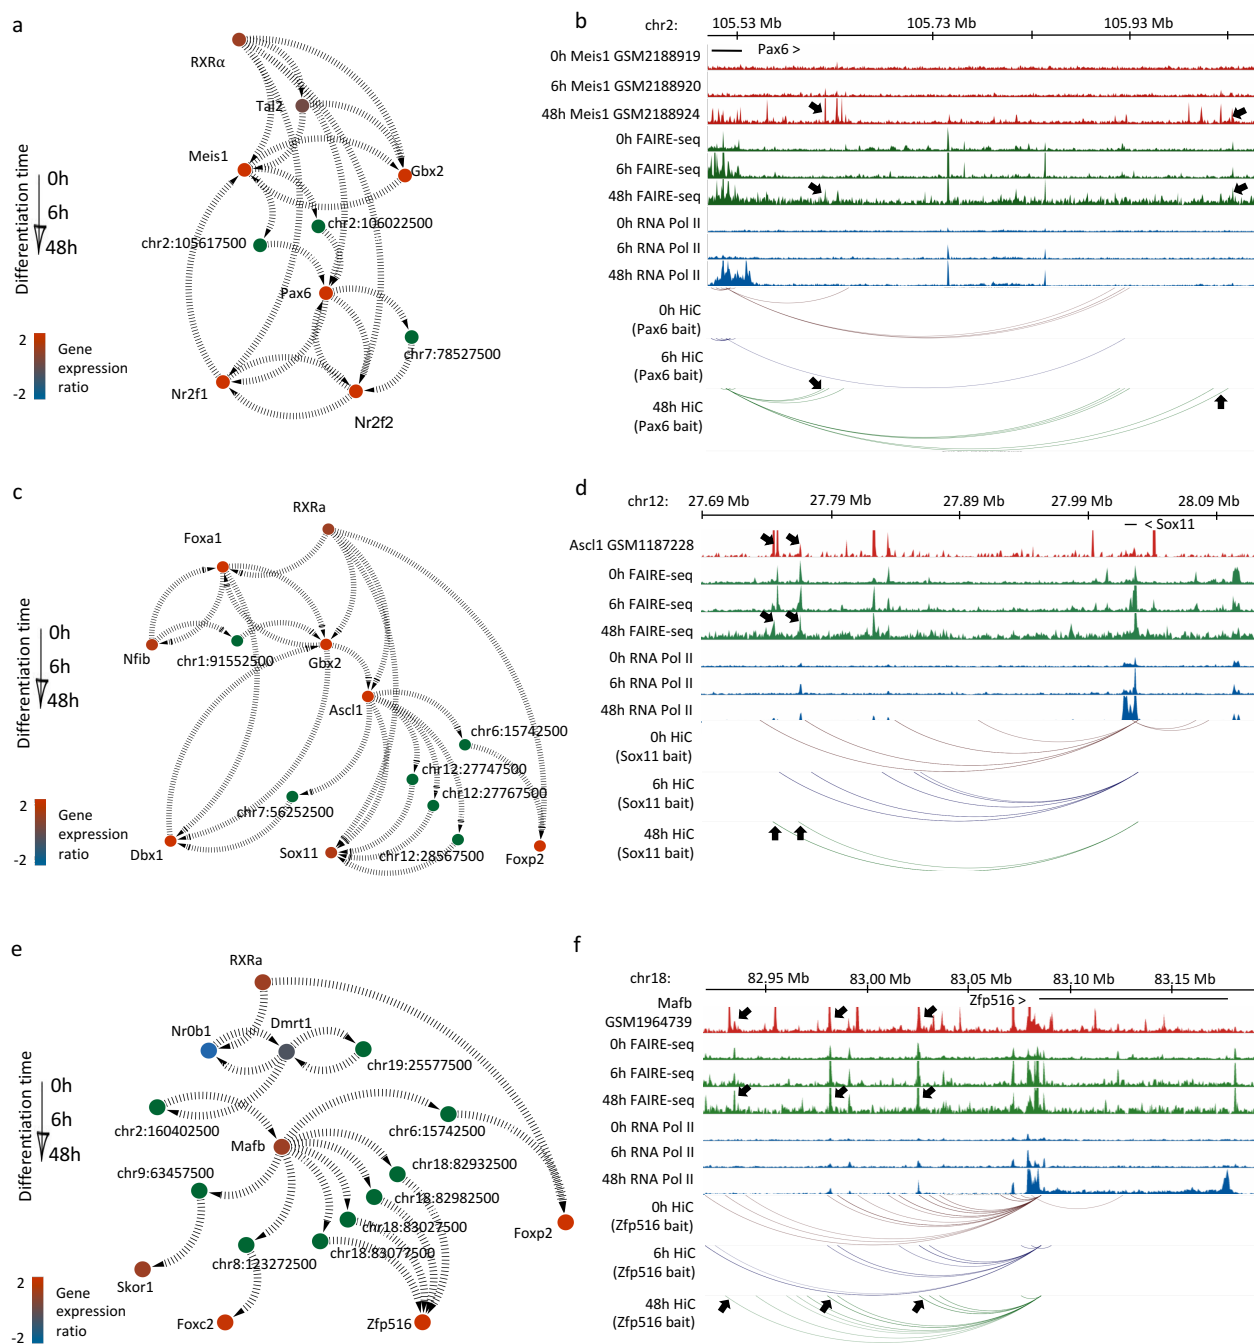 a
RXRα
Tal2
Meis1
Gbx2
Differentiation time
0h
6h
48h
chr2:106022500
chr2:105617500
Pax6
chr7:78527500
2
-2
Gene
expression
ratio
Nr2f1
Nr2f2
b
chr2:
105.53 Mb
105.73 Mb
105.93 Mb
Pax6 >
0h Meis1 GSM2188919
6h Meis1 GSM2188920
48h Meis1 GSM2188924
0h FAIRE-seq
6h FAIRE-seq
48h FAIRE-seq
0h RNA Pol II
6h RNA Pol II
48h RNA Pol II
0h HiC
(Pax6 bait)
6h HiC
(Pax6 bait)
48h HiC
(Pax6 bait)
c
RXRa
Foxa1
Differentiation time
0h
6h
48h
Nfib
chr1:91552500
Gbx2
Ascl1
chr6:15742500
chr12:27747500
chr12:27767500
chr7:56252500
2
-2
Gene
expression
ratio
Dbx1
Sox11
chr12:28567500
Foxp2
d
chr12:
27.69 Mb
27.79 Mb
27.89 Mb
27.99 Mb
28.09 Mb
< Sox11
Ascl1 GSM1187228
0h FAIRE-seq
6h FAIRE-seq
48h FAIRE-seq
0h RNA Pol II
6h RNA Pol II
48h RNA Pol II
0h HiC
(Sox11 bait)
6h HiC
(Sox11 bait)
48h HiC
(Sox11 bait)
e
RXRa
Nr0b1
Dmrt1
chr19:25577500
Differentiation time
0h
6h
48h
chr2:160402500
chr6:15742500
Mafb
chr9:63457500
chr18:82932500
chr18:82982500
chr18:83027500
chr18:83077500
chr8:123272500
Foxp2
Skor1
2
-2
Gene
expression
ratio
Foxc2
Zfp516
f
chr18:
82.95 Mb
83.00 Mb
83.05 Mb
83.10 Mb
83.15 Mb
Zfp516 >
Mafb
GSM1964739
0h FAIRE-seq
6h FAIRE-seq
48h FAIRE-seq
0h RNA Pol II
6h RNA Pol II
48h RNA Pol II
0h HiC
(Zfp516 bait)
6h HiC
(Zfp516 bait)
48h HiC
(Zfp516 bait)